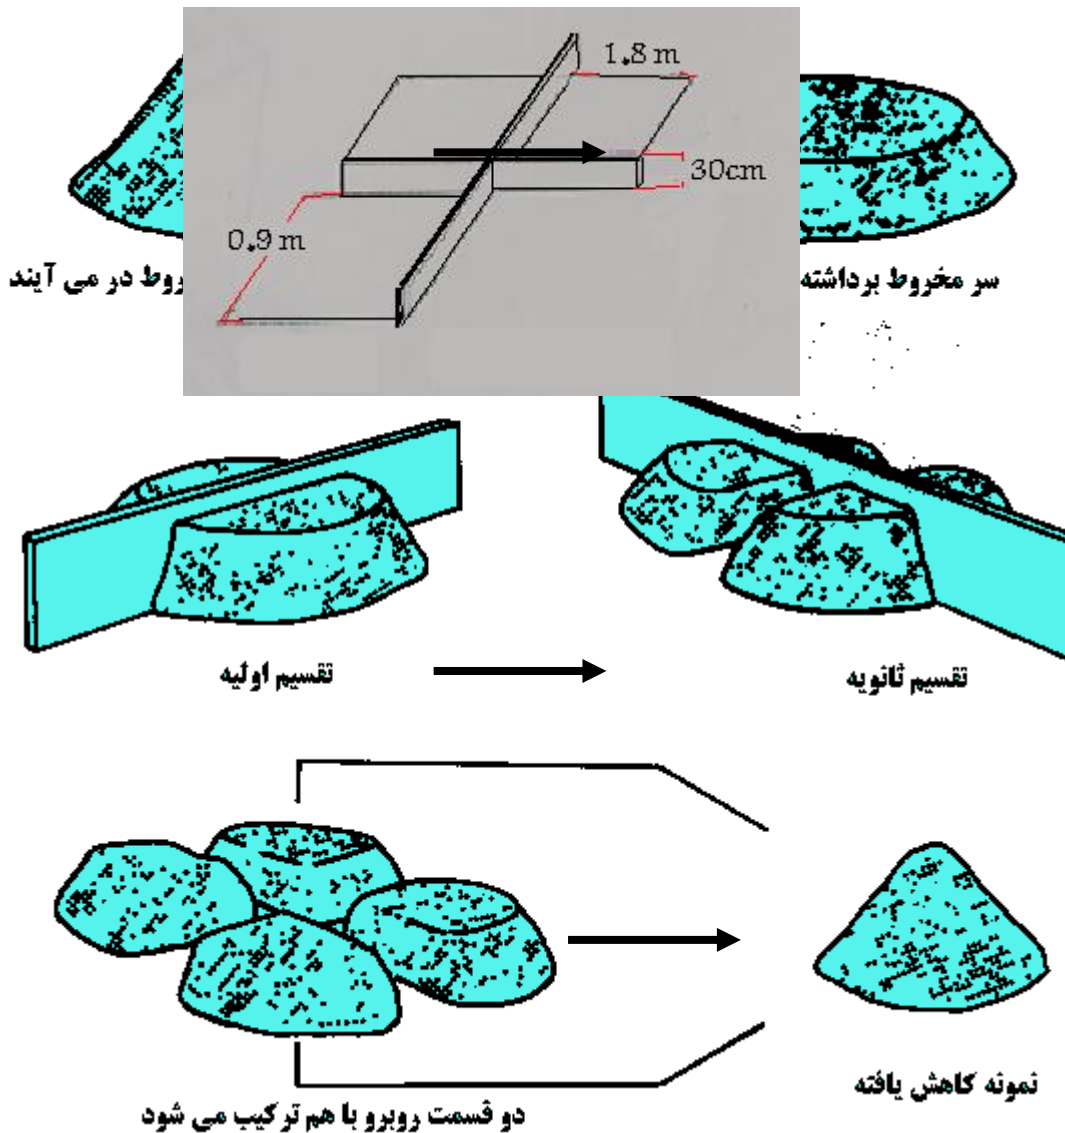 1.8 m
30cm
0.9 m
روط در می آیند
سر مخروط برداشته
تقسیم اولیه
تقسیم ثانویه
نمونه کاهش یافته
دو قسمت روبرو با هم ترکیب می شود